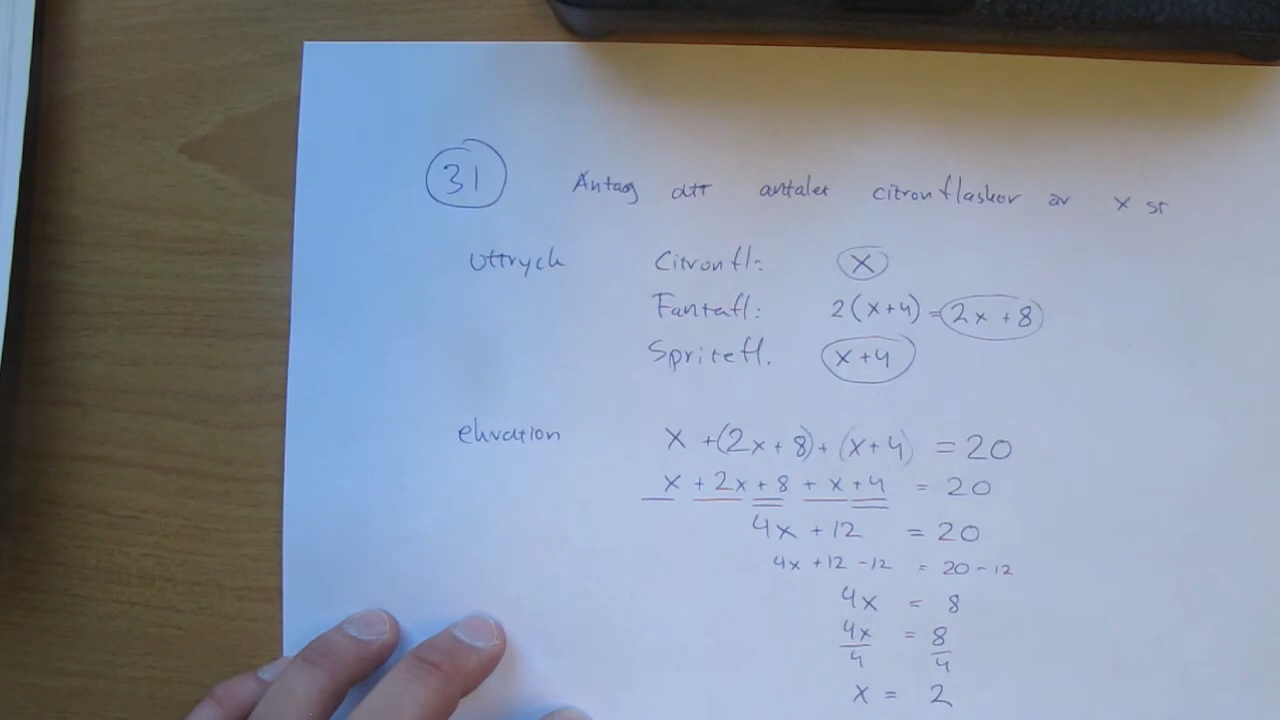 31 Antag att antalet citronflaskor är x st
Uttryck Citronfl: x
Fantafl: 2(x+4) = 2x + 8
Spritefl. x+4
ekvation x + (2x + 8) + (x + 4) = 20
x + 2x + 8 + x + 4 = 20
4x + 12 = 20
4x + 12 - 12 = 20 - 12
4x = 8
4x/4 = 8/4
x = 2